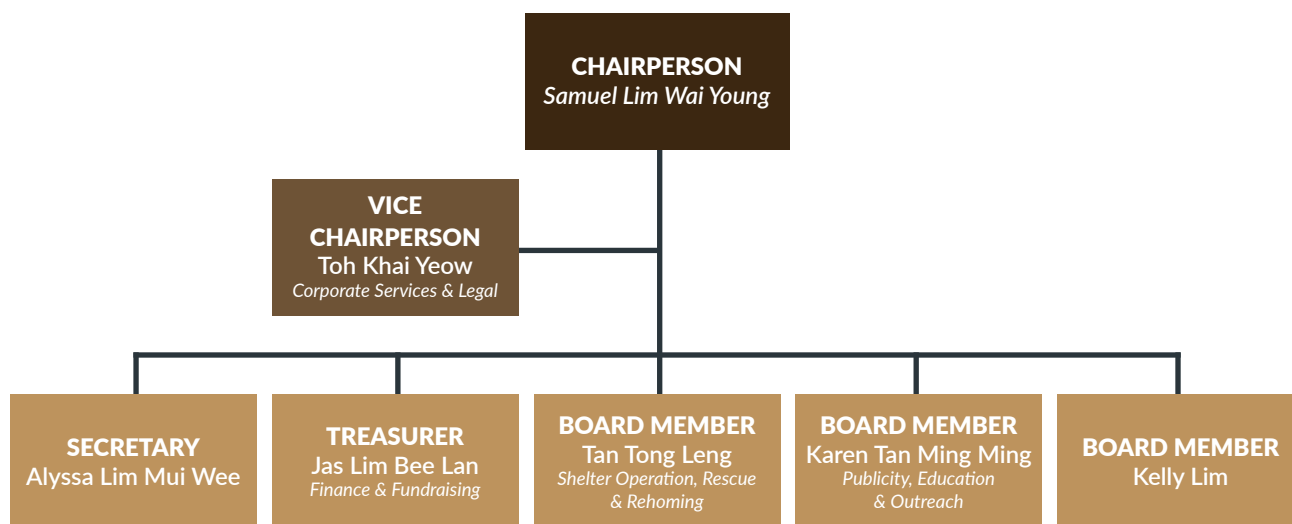 CHAIRPERSON
Samuel Lim Wai Young
VICE
CHAIRPERSON
Toh Khai Yeow
Corporate Services & Legal
SECRETARY
Alyssa Lim Mui Wee
TREASURER
Jas Lim Bee Lan
Finance & Fundraising
BOARD MEMBER
Tan Tong Leng
Shelter Operation, Rescue
& Rehoming
BOARD MEMBER
Karen Tan Ming Ming
Publicity, Education
& Outreach
BOARD MEMBER
Kelly Lim